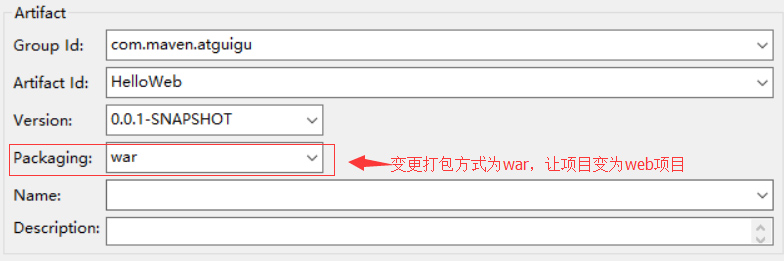 Artifact
Group Id: com.maven.atguigu
Artifact Id: HelloWeb
Version: 0.0.1-SNAPSHOT
Packaging: war 变更打包方式为war，让项目变为web项目
Name:
Description: